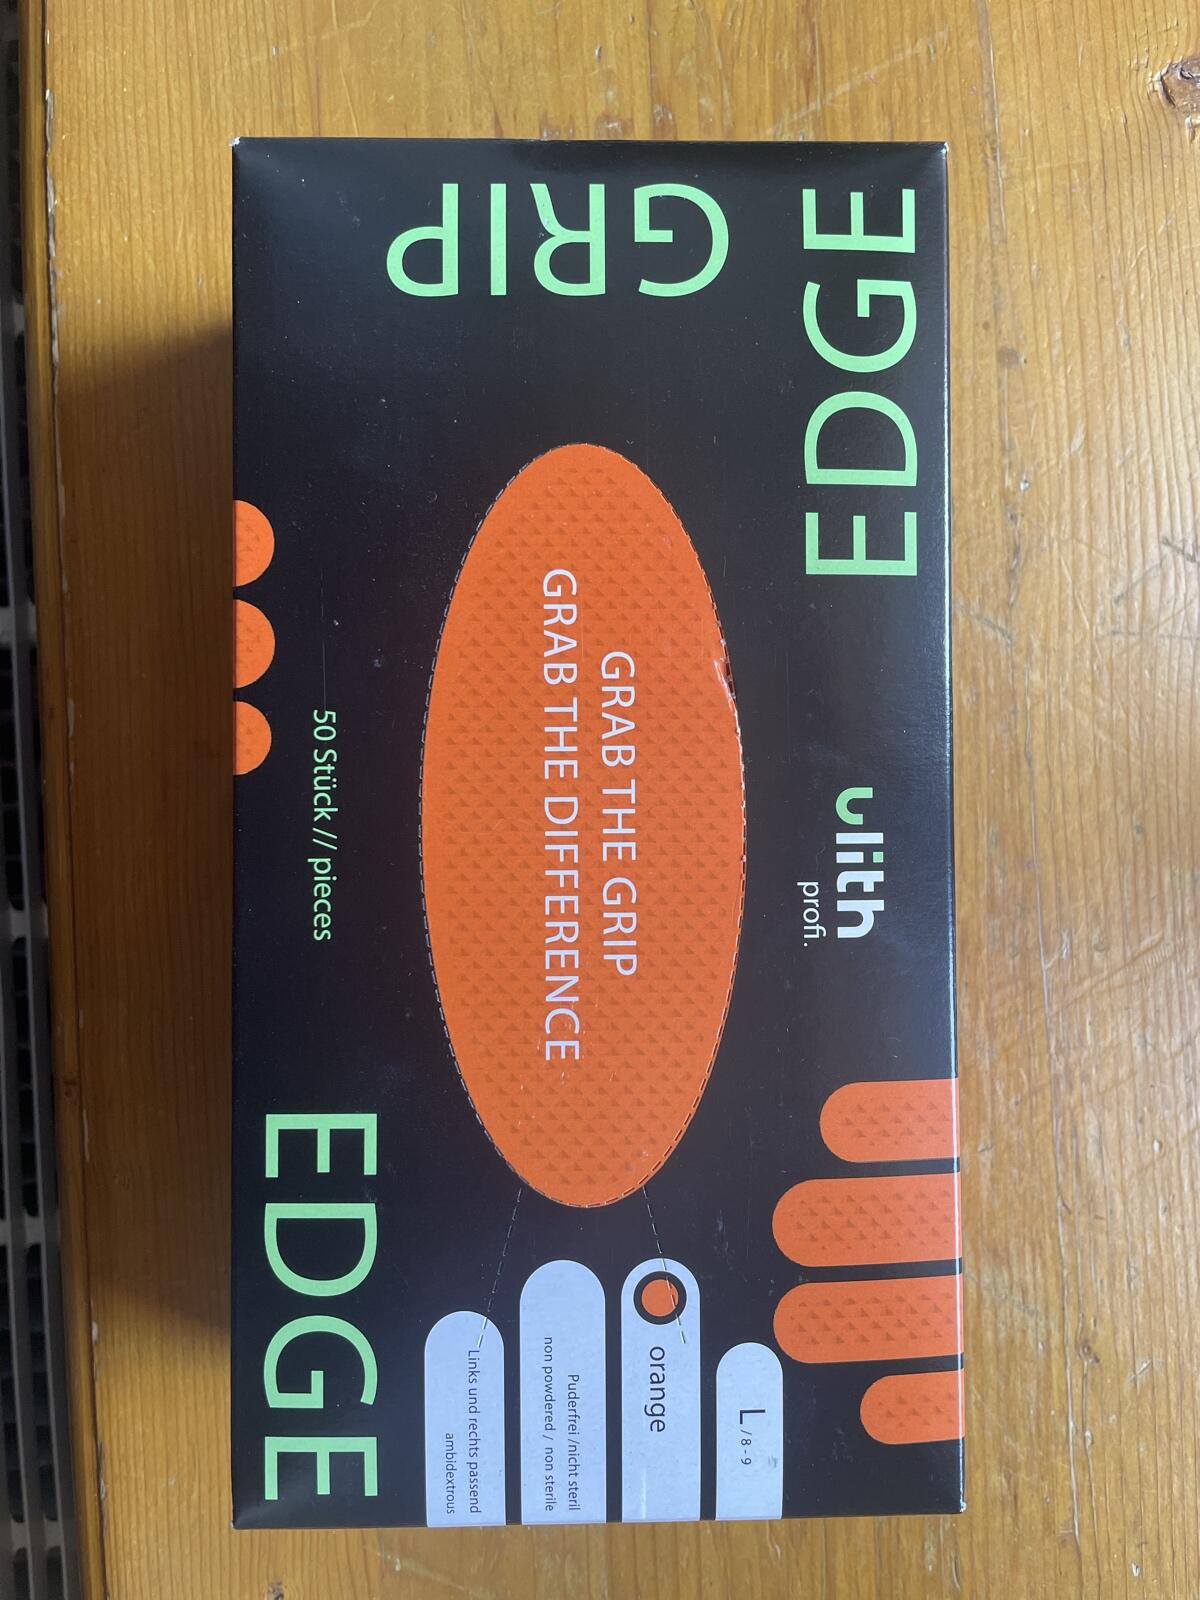 EDGE
GRIP
ulith
profi.
GRAB THE GRIP
GRAB THE DIFFERENCE
50 Stück // pieces
L / 8 - 9
orange
Puderfrei /nicht steril
non powdered / non sterile
Links und rechts passend
ambidextrous
EDGE